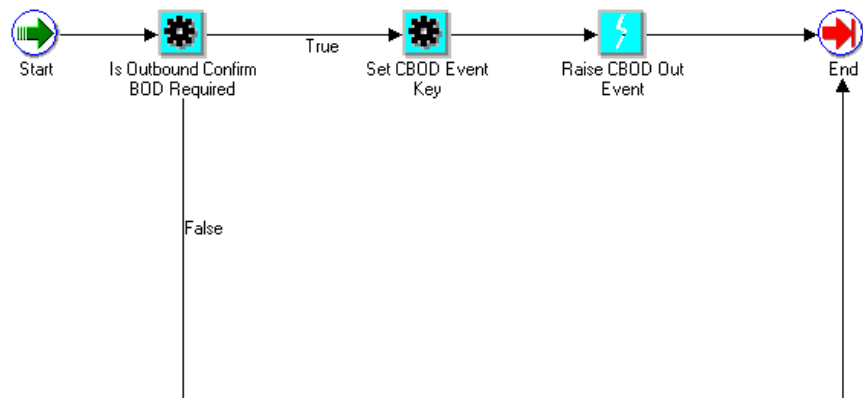 True
Start
Is Outbound Confirm
BOD Required
Set CBOD Event
Key
Raise CBOD Out
Event
End
False